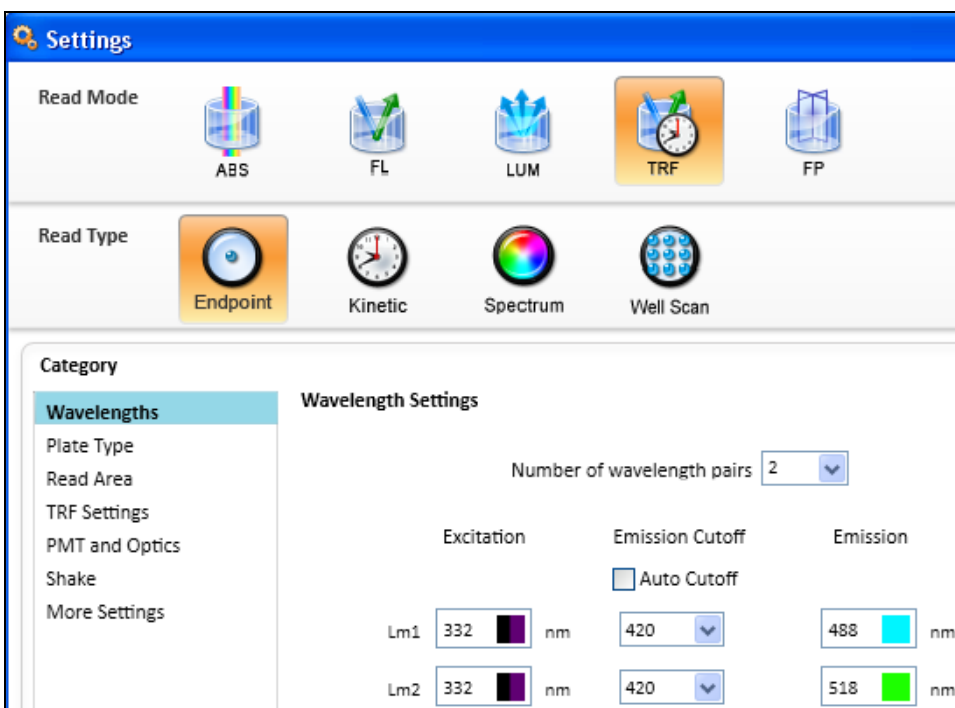 Settings
Read Mode
ABS FL LUM TRF FP
Read Type
Endpoint Kinetic Spectrum Well Scan
Category
Wavelengths
Plate Type
Read Area
TRF Settings
PMT and Optics
Shake
More Settings
Wavelength Settings
Number of wavelength pairs 2
Excitation Emission Cutoff Emission
Auto Cutoff
Lm1 332 nm 420 488 nm
Lm2 332 nm 420 518 nm